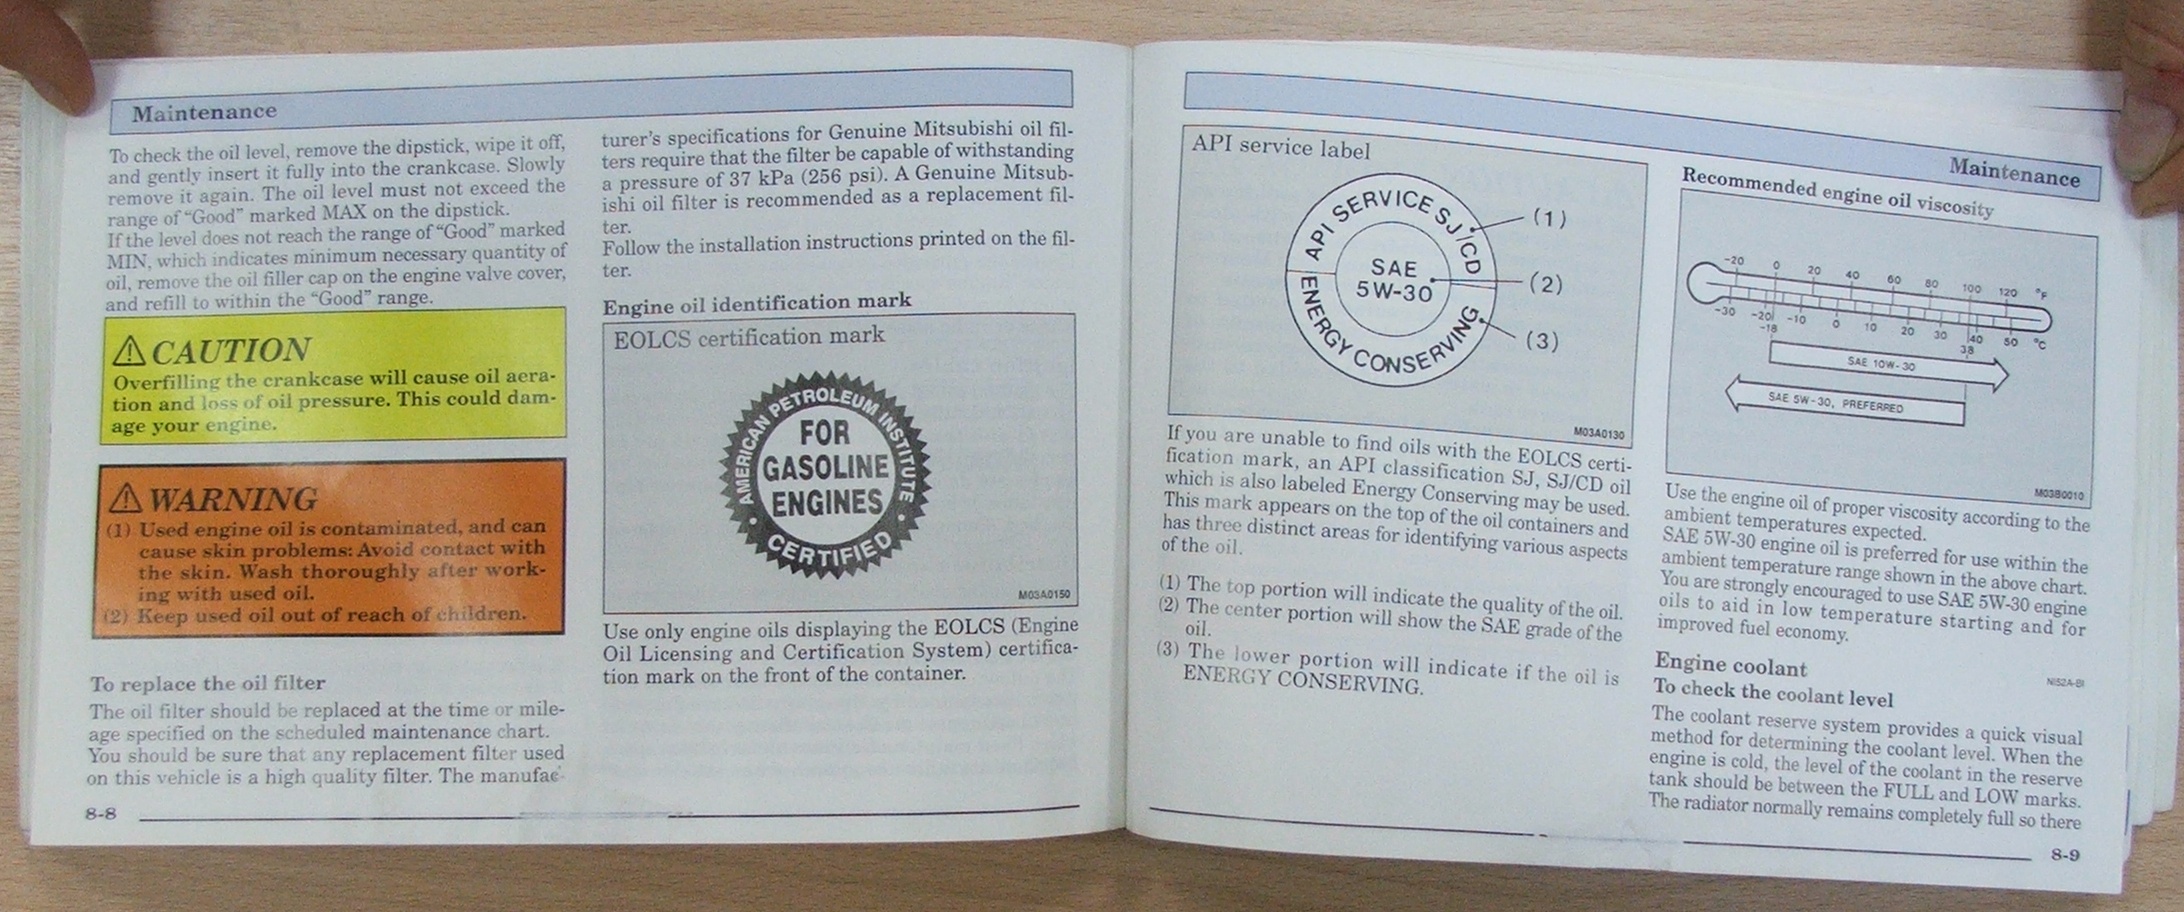 Maintenance
To check the oil level, remove the dipstick, wipe it off,
and gently insert it fully into the crankcase. Slowly
remove it again. The oil level must not exceed the
range of “Good” marked MAX on the dipstick.
If the level does not reach the range of “Good” marked
MIN, which indicates minimum necessary quantity of
oil, remove the oil filler cap on the engine valve cover,
and refill to within the “Good” range.
CAUTION
Overfilling the crankcase will cause oil aera-
tion and loss of oil pressure. This could dam-
age your engine.
WARNING
(1) Used engine oil is contaminated, and can
cause skin problems: Avoid contact with
the skin. Wash thoroughly after work-
ing with used oil.
(2) Keep used oil out of reach of children.
To replace the oil filter
The oil filter should be replaced at the time or mile-
age specified on the scheduled maintenance chart.
You should be sure that any replacement filter used
on this vehicle is a high quality filter. The manufac-
8-8
turer’s specifications for Genuine Mitsubishi oil fil-
ters require that the filter be capable of withstanding
a pressure of 37 kPa (256 psi). A Genuine Mitsub-
ishi oil filter is recommended as a replacement fil-
ter.
Follow the installation instructions printed on the fil-
ter.
Engine oil identification mark
EOLCS certification mark
AMERICAN PETROLEUM INSTITUTE
FOR
GASOLINE
ENGINES
CERTIFIED
M03A0150
Use only engine oils displaying the EOLCS (Engine
Oil Licensing and Certification System) certifica-
tion mark on the front of the container.
API service label
API SERVICE SJ/CD
SAE
5W-30
ENERGY CONSERVING
(1)
(2)
(3)
M03A0130
If you are unable to find oils with the EOLCS certi-
fication mark, an API classification SJ, SJ/CD oil
which is also labeled Energy Conserving may be used.
This mark appears on the top of the oil containers and
has three distinct areas for identifying various aspects
of the oil.
(1) The top portion will indicate the quality of the oil.
(2) The center portion will show the SAE grade of the
oil.
(3) The lower portion will indicate if the oil is
ENERGY CONSERVING.
Maintenance
Recommended engine oil viscosity
-20 0 20 40 60 80 100 120 °F
-30 -20 -10 0 10 20 30 40 50 °C
-18 38
SAE 10W-30
SAE 5W-30, PREFERRED
M03B0010
Use the engine oil of proper viscosity according to the
ambient temperatures expected.
SAE 5W-30 engine oil is preferred for use within the
ambient temperature range shown in the above chart.
You are strongly encouraged to use SAE 5W-30 engine
oils to aid in low temperature starting and for
improved fuel economy.
Engine coolant
NI52A-BI
To check the coolant level
The coolant reserve system provides a quick visual
method for determining the coolant level. When the
engine is cold, the level of the coolant in the reserve
tank should be between the FULL and LOW marks.
The radiator normally remains completely full so there
8-9